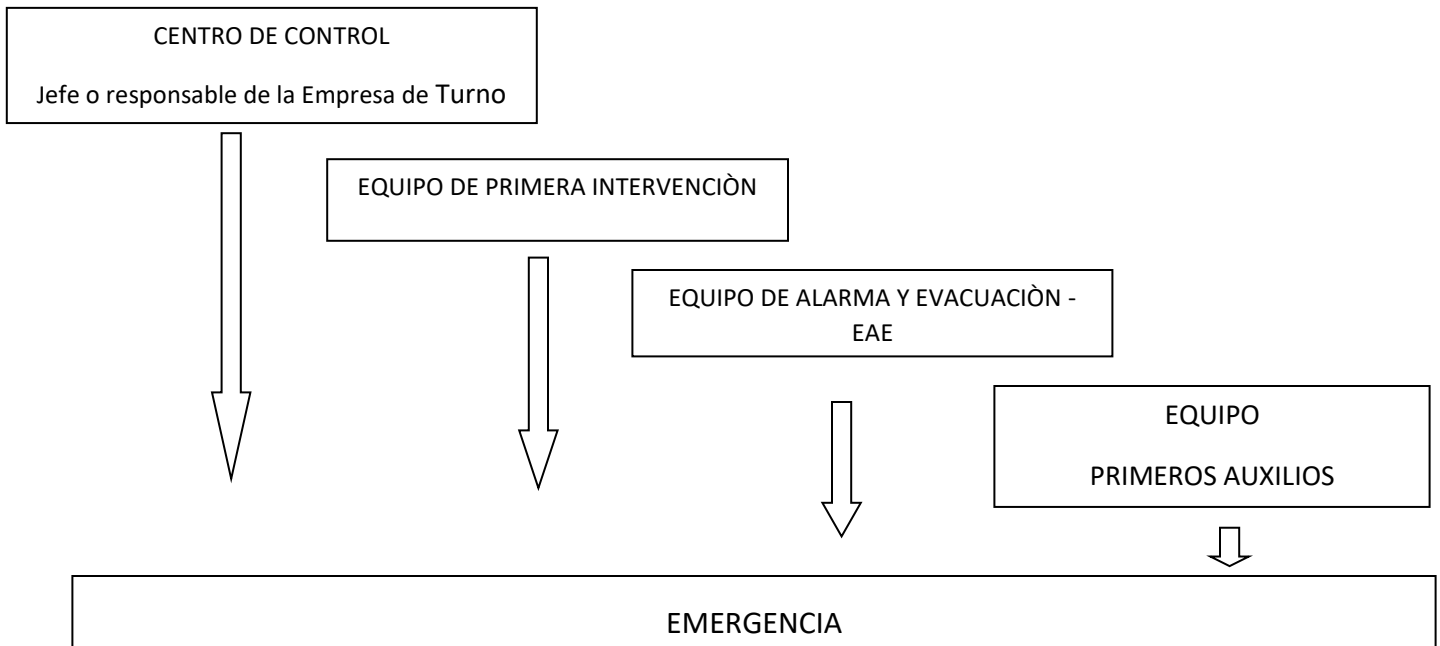 CENTRO DE CONTROL
Jefe o responsable de la Empresa de Turno
EQUIPO DE PRIMERA INTERVENCIÒN
EQUIPO DE ALARMA Y EVACUACIÒN -
EAE
EQUIPO
PRIMEROS AUXILIOS
EMERGENCIA